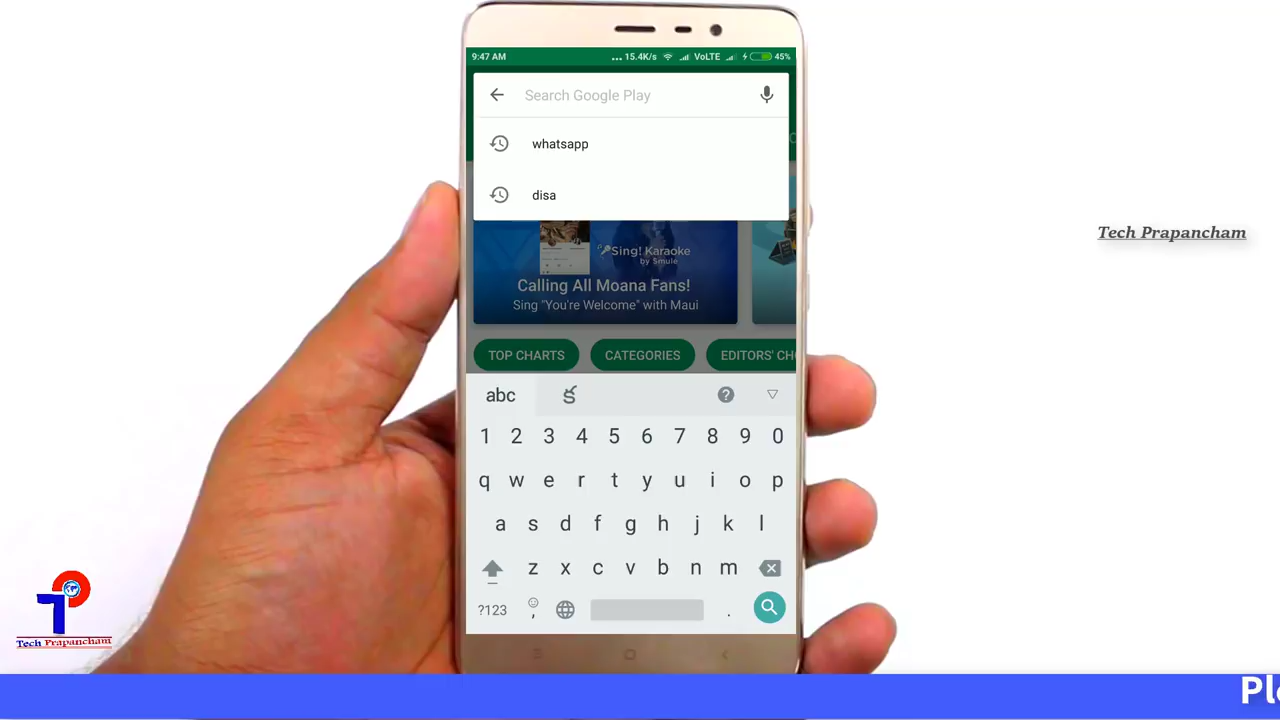 9:47 AM ... 15.4K/s VoLTE 45%
Search Google Play
whatsapp
disa
Sing! Karaoke
by Smule
Calling All Moana Fans!
Sing "You're Welcome" with Maui
TOP CHARTS CATEGORIES EDITORS' CH
abc క
1 2 3 4 5 6 7 8 9 0
q w e r t y u i o p
a s d f g h j k l
z x c v b n m
?123 , .
Tech Prapancham
TP
Tech Prapancham